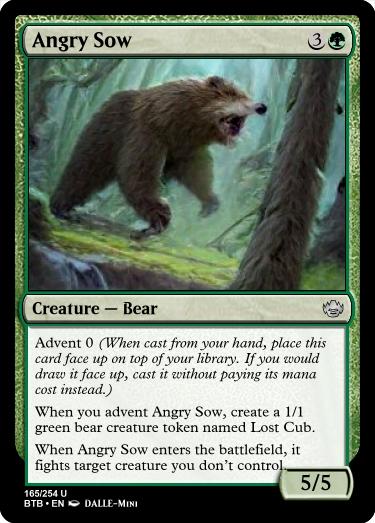 Angry Sow 3
Creature — Bear
Advent 0 (When cast from your hand, place this
card face up on top of your library. If you would
draw it face up, cast it without paying its mana
cost instead.)
When you advent Angry Sow, create a 1/1
green bear creature token named Lost Cub.
When Angry Sow enters the battlefield, it
fights target creature you don't control.
5/5
165/254 U
BTB • EN DALLE-Mini